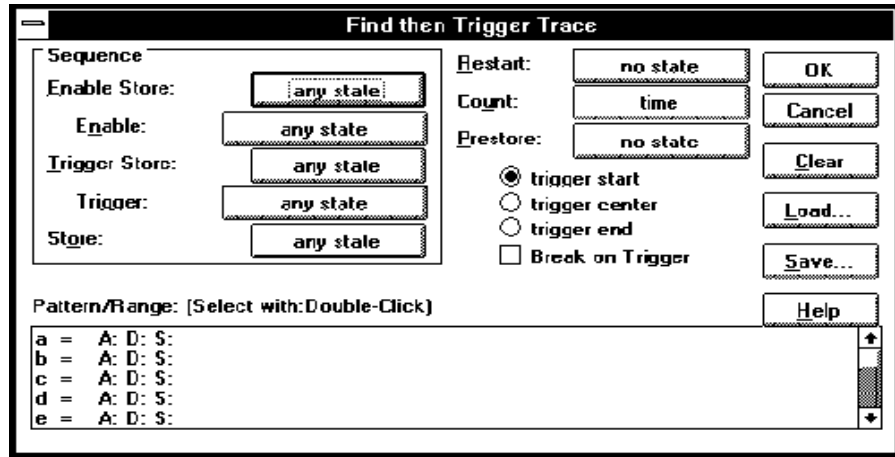 Find then Trigger Trace
Sequence
Enable Store: any state
Enable: any state
Trigger Store: any state
Trigger: any state
Store: any state
Restart: no state
Count: time
Prestore: no state
trigger start
trigger center
trigger end
Break on Trigger
OK
Cancel
Clear
Load...
Save...
Help
Pattern/Range: (Select with:Double-Click)
a = A: D: S:
b = A: D: S:
c = A: D: S:
d = A: D: S:
e = A: D: S: